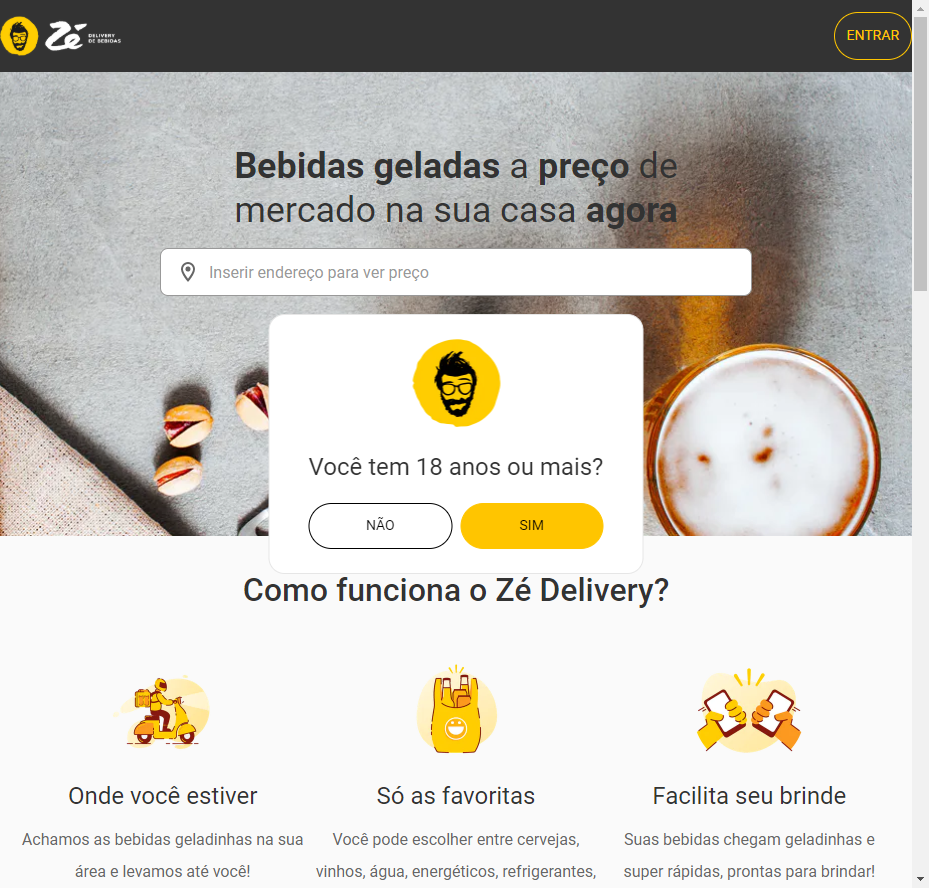 Zé DELIVERY
DE BEBIDAS
ENTRAR
Bebidas geladas a preço de
mercado na sua casa agora
Inserir endereço para ver preço
Você tem 18 anos ou mais?
NÃO SIM
Como funciona o Zé Delivery?
Onde você estiver
Achamos as bebidas geladinhas na sua
área e levamos até você!
Só as favoritas
Você pode escolher entre cervejas,
vinhos, água, energéticos, refrigerantes,
Facilita seu brinde
Suas bebidas chegam geladinhas e
super rápidas, prontas para brindar!